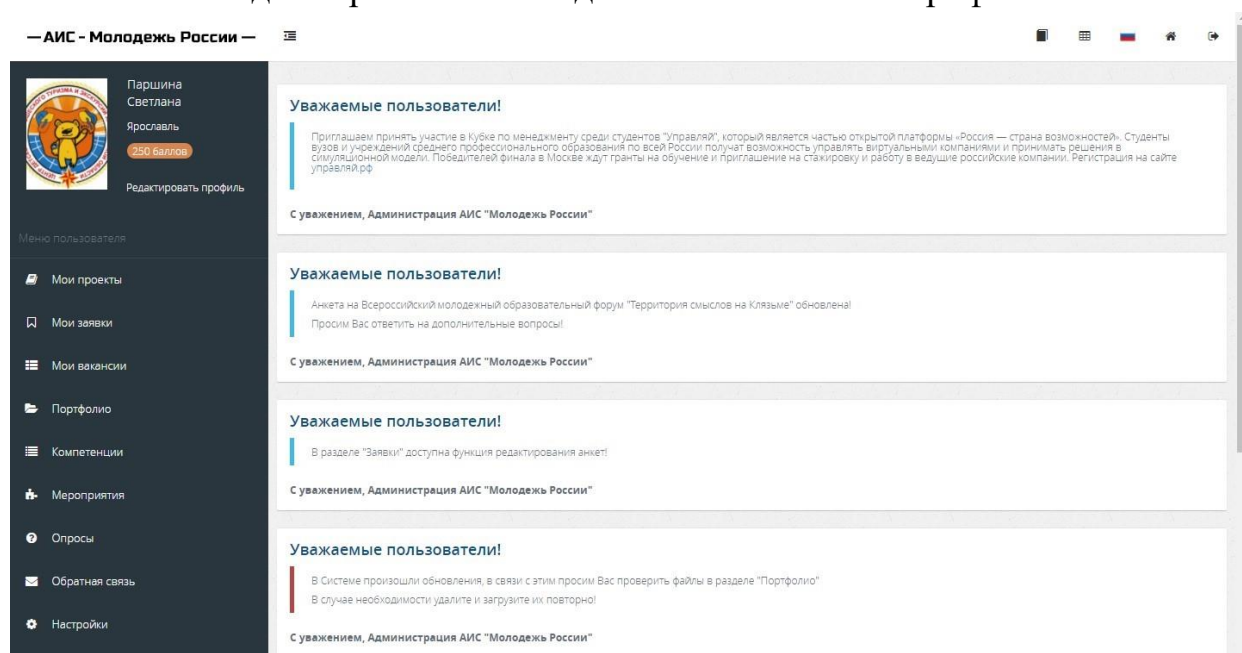 — АИС - Молодежь России —
Паршина
Светлана
Ярославль
250 баллов
Редактировать профиль
Меню пользователя
Мои проекты
Мои заявки
Мои вакансии
Портфолио
Компетенции
Мероприятия
Опросы
Обратная связь
Настройки
Уважаемые пользователи!
Приглашаем принять участие в Кубке по менеджменту среди студентов "Управляй", который является частью открытой платформы «Россия — страна возможностей». Студенты
вузов и учреждений среднего профессионального образования по всей России получат возможность управлять виртуальными компаниями и принимать решения в
симуляционной модели. Победителей финала в Москве ждут гранты на обучение и приглашение на стажировку и работу в ведущие российские компании. Регистрация на сайте
управляй.рф
С уважением, Администрация АИС "Молодежь России"
Уважаемые пользователи!
Анкета на Всероссийский молодежный образовательный форум "Территория смыслов на Клязьме" обновлена!
Просим Вас ответить на дополнительные вопросы!
С уважением, Администрация АИС "Молодежь России"
Уважаемые пользователи!
В разделе "Заявки" доступна функция редактирования анкет!
С уважением, Администрация АИС "Молодежь России"
Уважаемые пользователи!
В Системе произошли обновления, в связи с этим просим Вас проверить файлы в разделе "Портфолио"
В случае необходимости удалите и загрузите их повторно!
С уважением, Администрация АИС "Молодежь России"